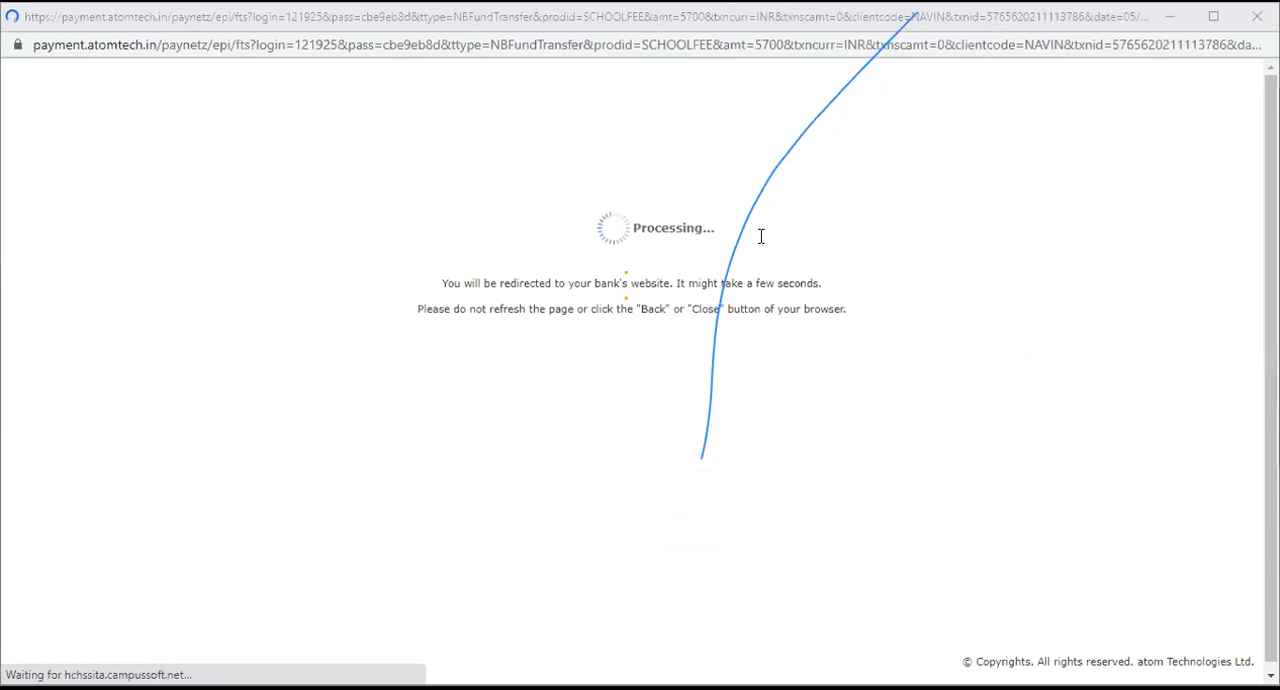 https://payment.atomtech.in/paynetz/epi/fts?login=121925&pass=cbe9eb8d&ttype=NBFundTransfer&prodid=SCHOOLFEE&amt=5700&txncurr=INR&txnscamt=0&clientcode=NAVIN&txnid=5765620211113786&date=05/...
payment.atomtech.in/paynetz/epi/fts?login=121925&pass=cbe9eb8d&ttype=NBFundTransfer&prodid=SCHOOLFEE&amt=5700&txncurr=INR&txnscamt=0&clientcode=NAVIN&txnid=5765620211113786&da...
Processing...
You will be redirected to your bank's website. It might take a few seconds.
Please do not refresh the page or click the "Back" or "Close" button of your browser.
© Copyrights. All rights reserved. atom Technologies Ltd.
Waiting for hchssita.campussoft.net...